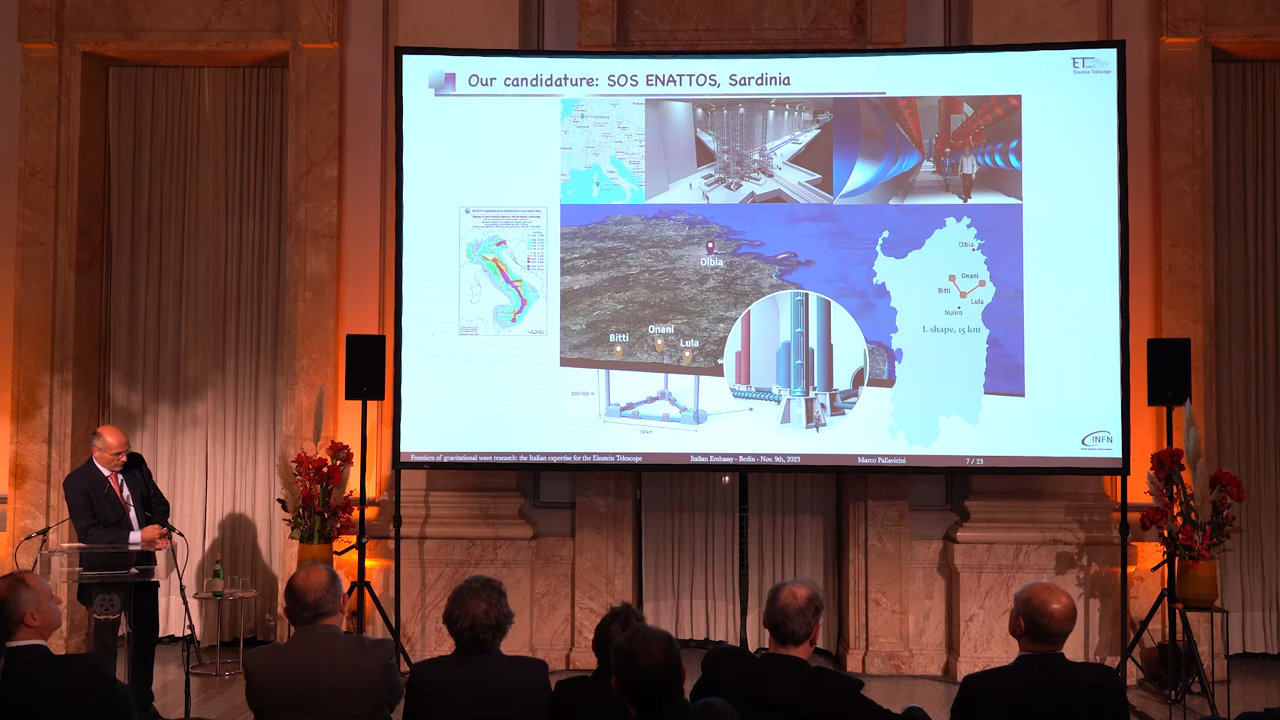 Our candidature: SOS ENATTOS, Sardinia
ET
Einstein Telescope
Olbia
Bitti
Onani
Lula
10 km
Olbia
Onani
Bitti
Lula
Nuoro
L shape, 15 km
INFN
Frontiers of gravitational wave research: the Italian expertise for the Einstein Telescope
Italian Embassy - Berlin - Nov. 9th, 2023
Marco Pallavicini
7 / 23